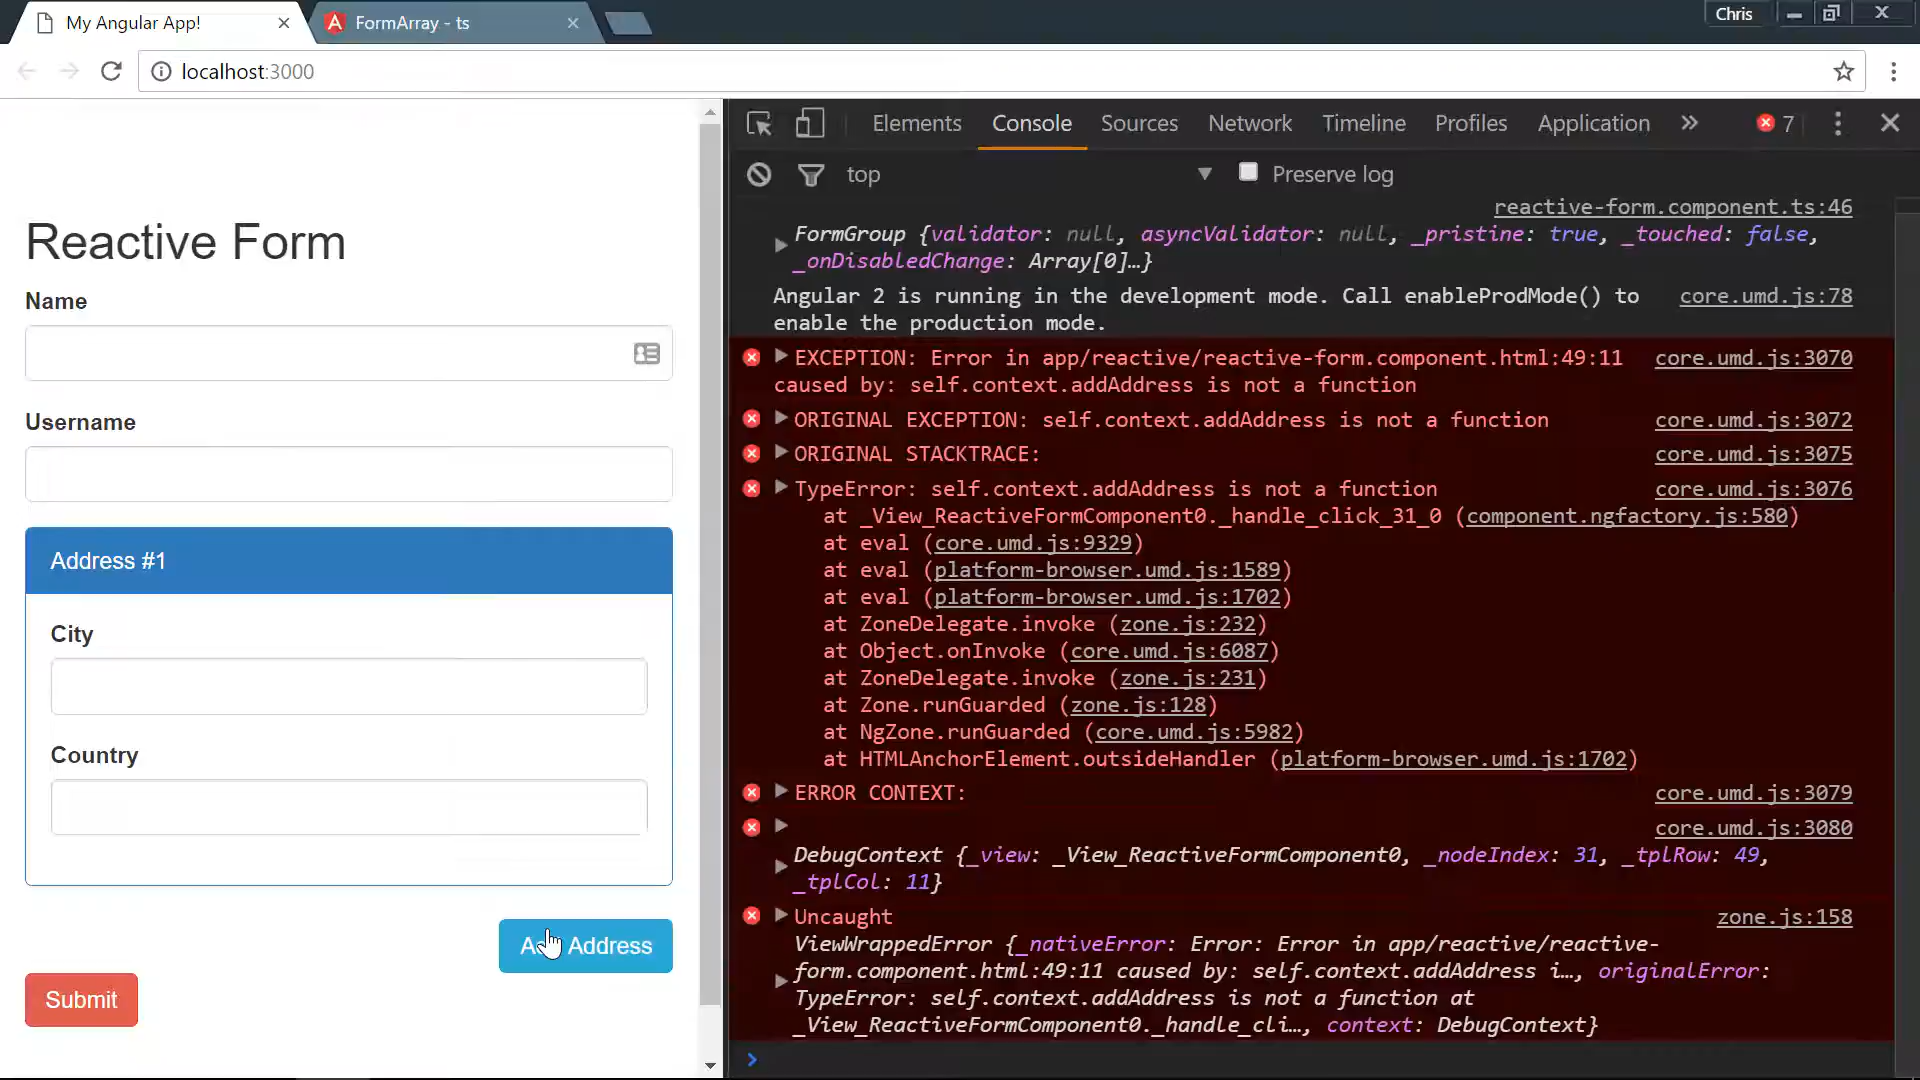 My Angular App!
FormArray - ts
Chris
localhost:3000
Reactive Form
Name
Username
Address #1
City
Country
Address
Submit
Elements Console Sources Network Timeline Profiles Application » 7
top Preserve log
reactive-form.component.ts:46
FormGroup {validator: null, asyncValidator: null, _pristine: true, _touched: false,
_onDisabledChange: Array[0]…}
Angular 2 is running in the development mode. Call enableProdMode() to core.umd.js:78
enable the production mode.
EXCEPTION: Error in app/reactive/reactive-form.component.html:49:11 core.umd.js:3070
caused by: self.context.addAddress is not a function
ORIGINAL EXCEPTION: self.context.addAddress is not a function core.umd.js:3072
ORIGINAL STACKTRACE: core.umd.js:3075
TypeError: self.context.addAddress is not a function core.umd.js:3076
at _View_ReactiveFormComponent0._handle_click_31_0 (component.ngfactory.js:580)
at eval (core.umd.js:9329)
at eval (platform-browser.umd.js:1589)
at eval (platform-browser.umd.js:1702)
at ZoneDelegate.invoke (zone.js:232)
at Object.onInvoke (core.umd.js:6087)
at ZoneDelegate.invoke (zone.js:231)
at Zone.runGuarded (zone.js:128)
at NgZone.runGuarded (core.umd.js:5982)
at HTMLAnchorElement.outsideHandler (platform-browser.umd.js:1702)
ERROR CONTEXT: core.umd.js:3079
core.umd.js:3080
DebugContext {_view: _View_ReactiveFormComponent0, _nodeIndex: 31, _tplRow: 49,
_tplCol: 11}
Uncaught zone.js:158
ViewWrappedError {_nativeError: Error: Error in app/reactive/reactive-
form.component.html:49:11 caused by: self.context.addAddress i…, originalError:
TypeError: self.context.addAddress is not a function at
_View_ReactiveFormComponent0._handle_cli…, context: DebugContext}